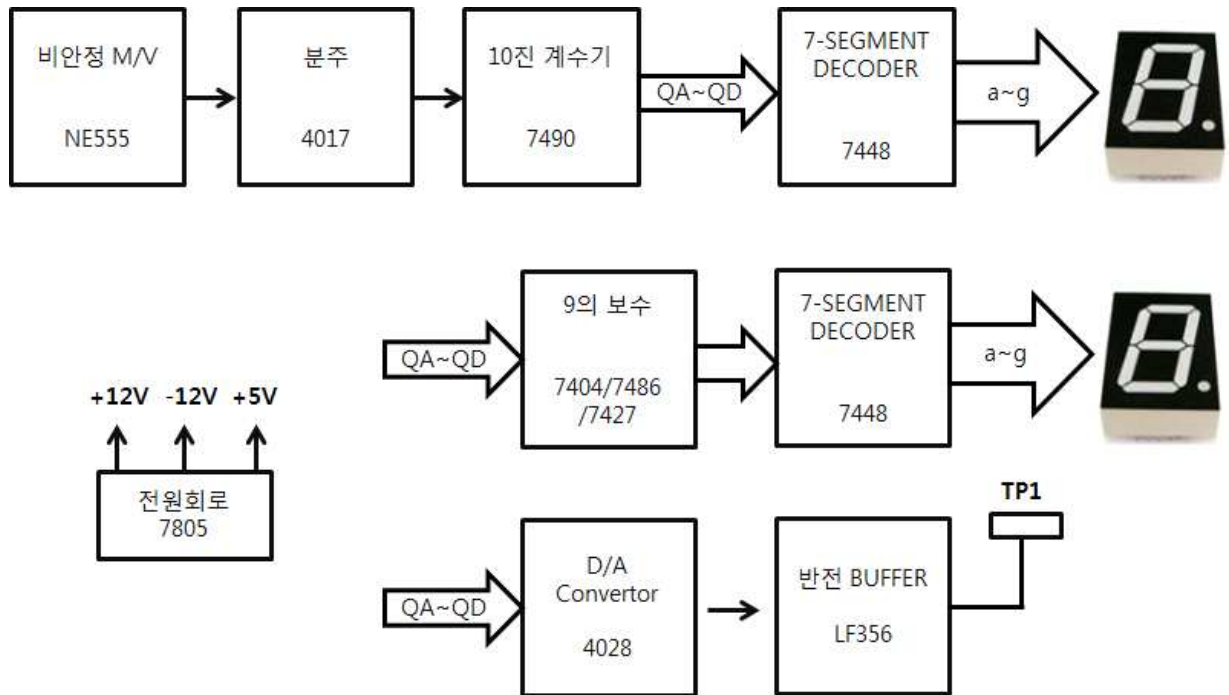 비안정 M/V
NE555
분주
4017
10진 계수기
7490
QA~QD
7-SEGMENT
DECODER
7448
a~g
QA~QD
9의 보수
7404/7486
/7427
7-SEGMENT
DECODER
7448
a~g
+12V -12V +5V
전원회로
7805
QA~QD
D/A
Convertor
4028
반전 BUFFER
LF356
TP1